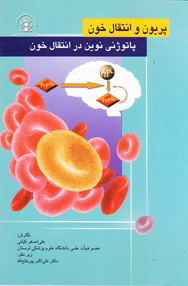 پریون و انتقال خون
پاتوژنی نوین در انتقال خون
نگارش:
علی‌اصغر کیانی
عضو هیأت علمی دانشگاه علوم پزشکی لرستان
زیر نظر:
دکتر علی‌اکبر پورفتح‌اله